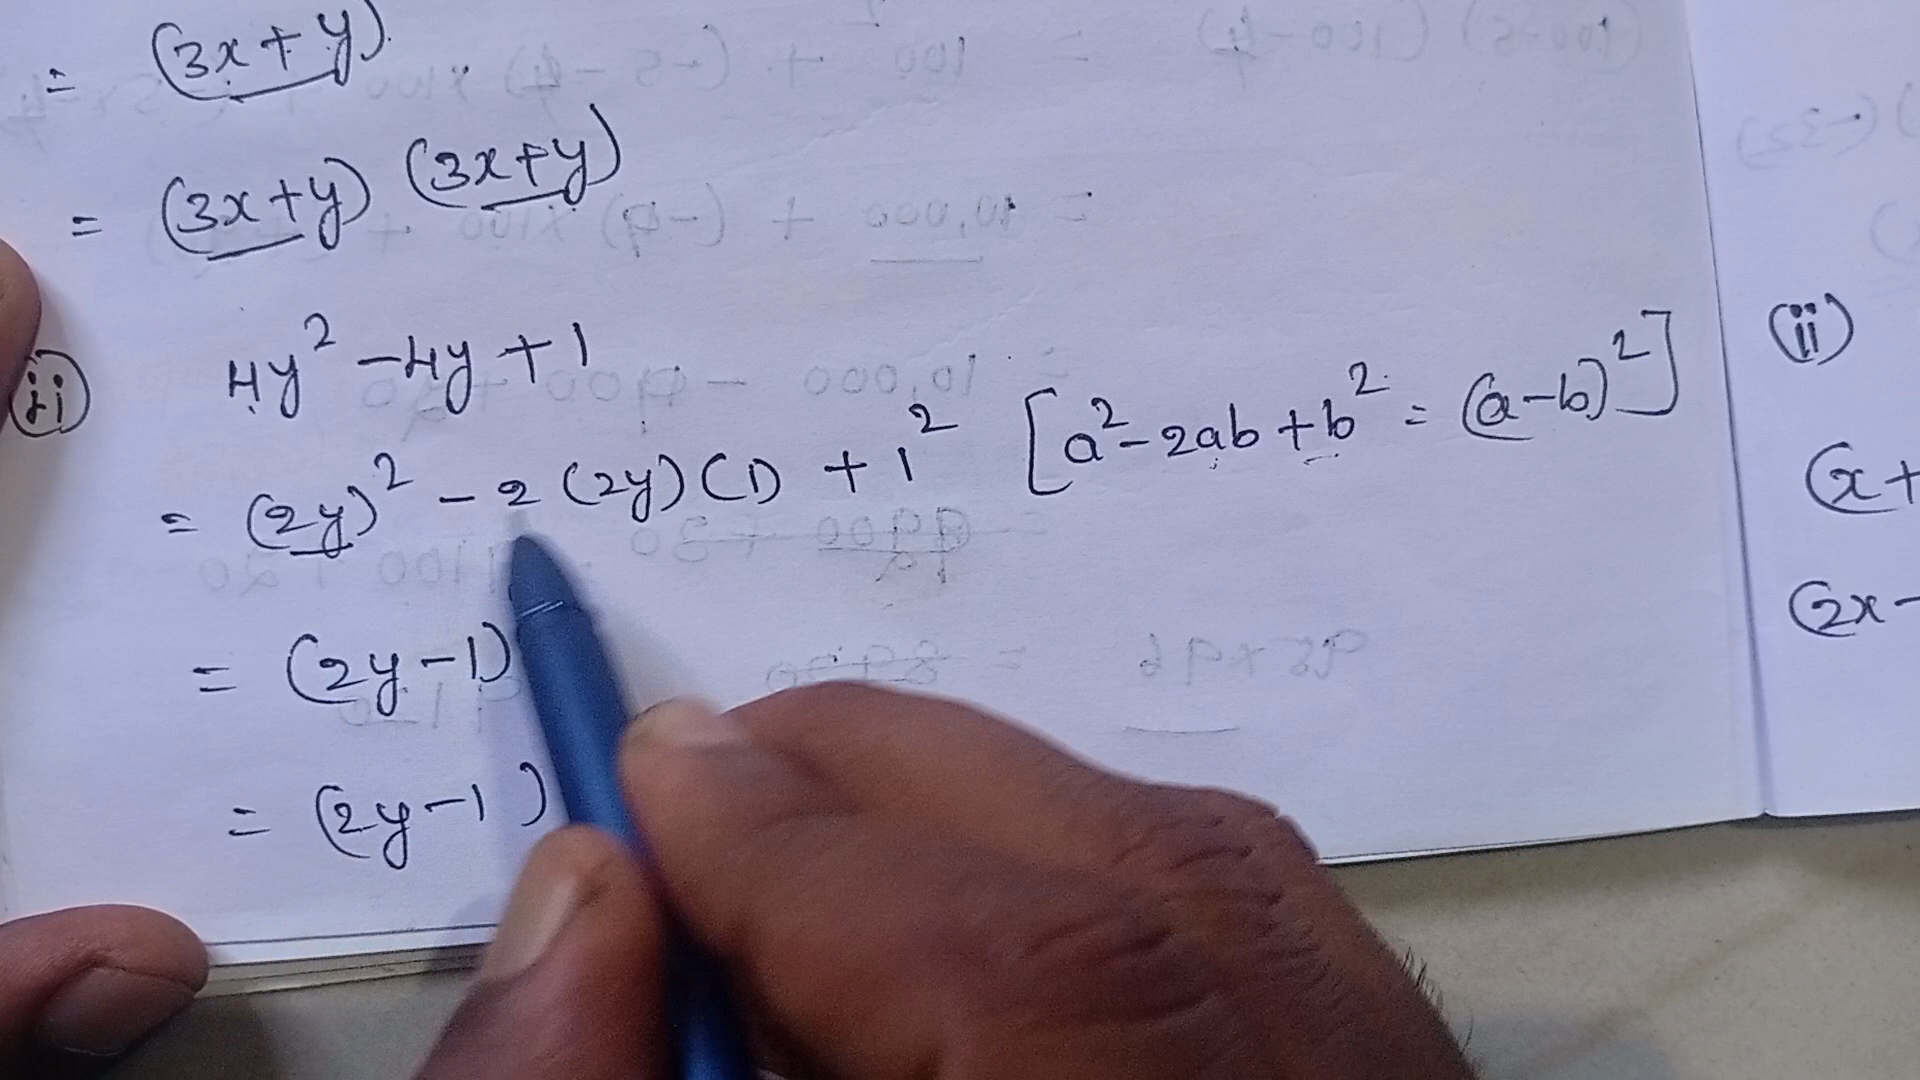 = (3x+y)
= (3x+y) (3x+y)
(ii) 4y² -4y +1
= (2y)² - 2 (2y) (1) + 1² [a²-2ab+b² = (a-b)²]
= (2y-1)
= (2y-1)
(ii)
(x+
(2x-